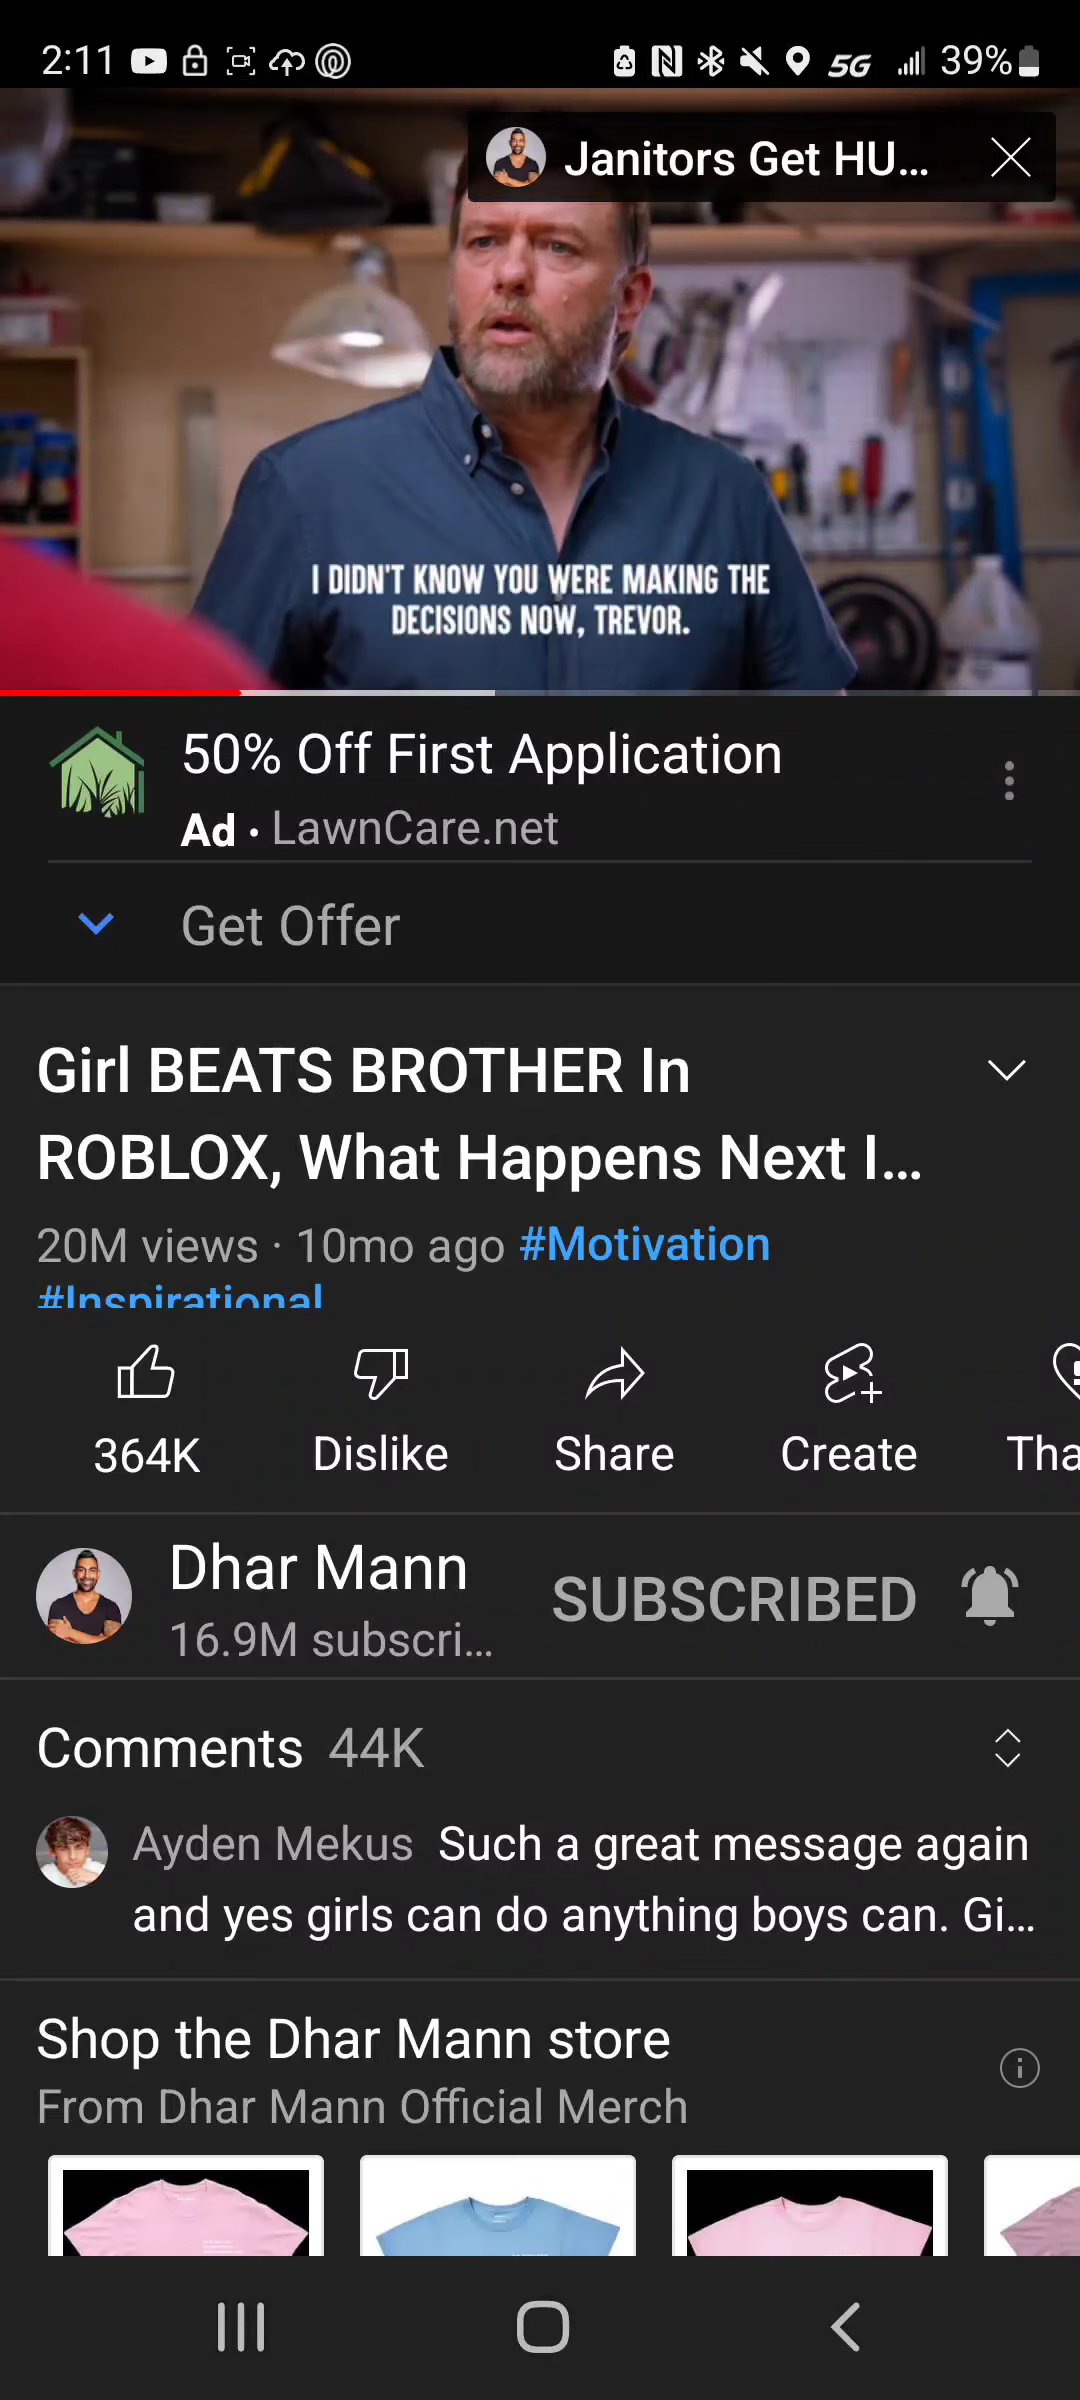 2:11
5G 39%
Janitors Get HU...
I DIDN'T KNOW YOU WERE MAKING THE
DECISIONS NOW, TREVOR.
50% Off First Application
Ad · LawnCare.net
Get Offer
Girl BEATS BROTHER In
ROBLOX, What Happens Next I...
20M views · 10mo ago #Motivation
#Inspirational
364K Dislike Share Create Tha
Dhar Mann
16.9M subscri...
SUBSCRIBED
Comments 44K
Ayden Mekus Such a great message again
and yes girls can do anything boys can. Gi...
Shop the Dhar Mann store
From Dhar Mann Official Merch